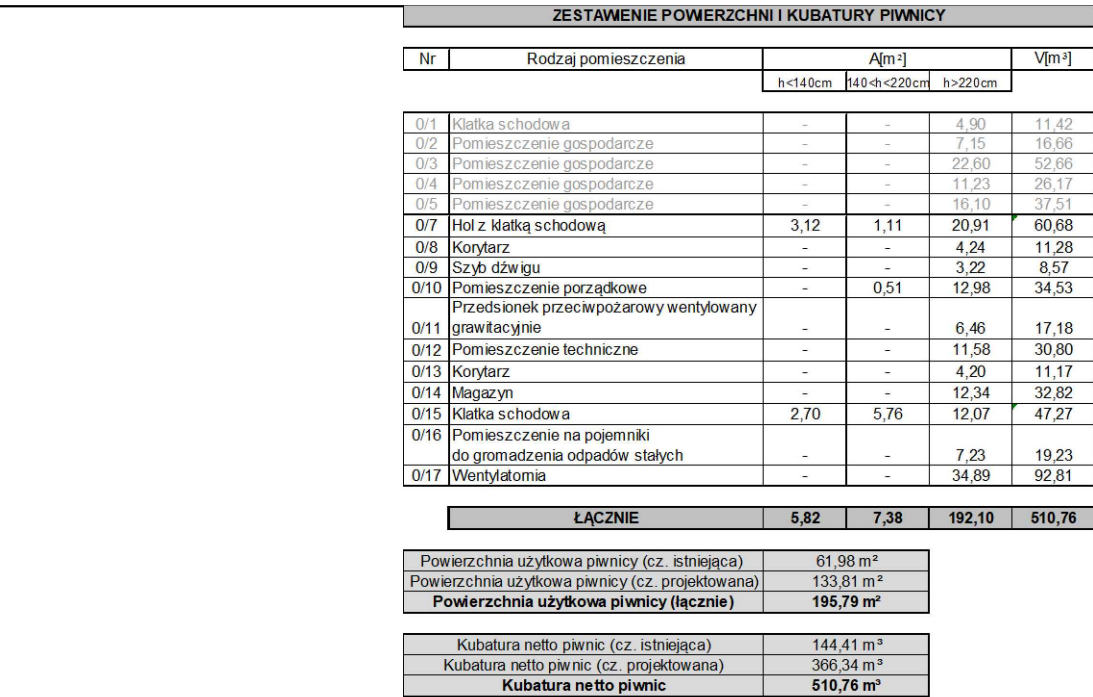 ZESTAWIENIE POWIERZCHNI I KUBATURY PIWNICY
Nr Rodzaj pomieszczenia A[m²] V[m³]
h<140cm 140<h<220cm h>220cm
0/1 Klatka schodowa - - 4,90 11,42
0/2 Pomieszczenie gospodarcze - - 7,15 16,66
0/3 Pomieszczenie gospodarcze - - 22,60 52,66
0/4 Pomieszczenie gospodarcze - - 11,23 26,17
0/5 Pomieszczenie gospodarcze - - 16,10 37,51
0/7 Hol z klatką schodową 3,12 1,11 20,91 60,68
0/8 Korytarz - - 4,24 11,28
0/9 Szyb dźwigu - - 3,22 8,57
0/10 Pomieszczenie porządkowe - 0,51 12,98 34,53
Przedsionek przeciwpożarowy wentylowany
0/11 grawitacyjnie - - 6,46 17,18
0/12 Pomieszczenie techniczne - - 11,58 30,80
0/13 Korytarz - - 4,20 11,17
0/14 Magazyn - - 12,34 32,82
0/15 Klatka schodowa 2,70 5,76 12,07 47,27
0/16 Pomieszczenie na pojemniki
do gromadzenia odpadów stałych - - 7,23 19,23
0/17 Wentylatornia - - 34,89 92,81
ŁĄCZNIE 5,82 7,38 192,10 510,76
Powierzchnia użytkowa piwnicy (cz. istniejąca) 61,98 m²
Powierzchnia użytkowa piwnicy (cz. projektowana) 133,81 m²
Powierzchnia użytkowa piwnicy (łącznie) 195,79 m²
Kubatura netto piwnic (cz. istniejąca) 144,41 m³
Kubatura netto piwnic (cz. projektowana) 366,34 m³
Kubatura netto piwnic 510,76 m³